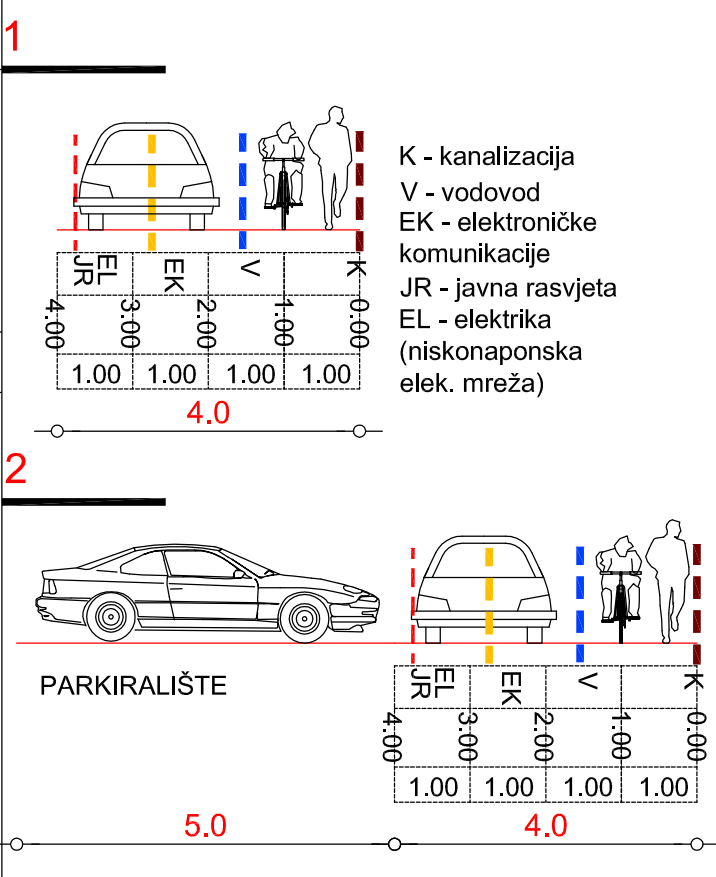 1
K - kanalizacija
V - vodovod
EK - elektroničke
komunikacije
JR - javna rasvjeta
EL - elektrika
(niskonaponska
elek. mreža)
JR EL EK V K
4.00 3.00 2.00 1.00 0.00
1.00 1.00 1.00 1.00
4.0
2
PARKIRALIŠTE
JR EL EK V K
4.00 3.00 2.00 1.00 0.00
1.00 1.00 1.00 1.00
5.0 4.0